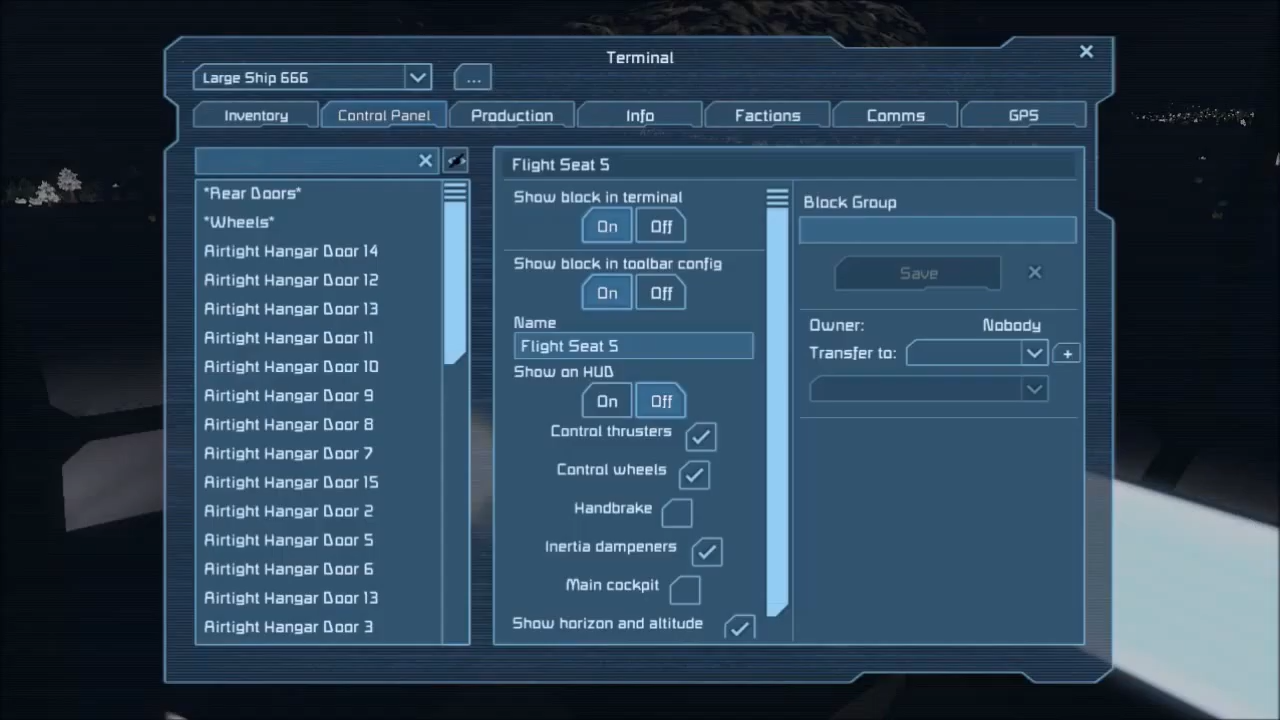 Terminal
Large Ship 666
...
Inventory Control Panel Production Info Factions Comms GPS
*Rear Doors*
*Wheels*
Airtight Hangar Door 14
Airtight Hangar Door 12
Airtight Hangar Door 13
Airtight Hangar Door 11
Airtight Hangar Door 10
Airtight Hangar Door 9
Airtight Hangar Door 8
Airtight Hangar Door 7
Airtight Hangar Door 15
Airtight Hangar Door 2
Airtight Hangar Door 5
Airtight Hangar Door 6
Airtight Hangar Door 13
Airtight Hangar Door 3
Flight Seat 5
Show block in terminal
On Off
Show block in toolbar config
On Off
Name
Flight Seat 5
Show on HUD
On Off
Control thrusters
Control wheels
Handbrake
Inertia dampeners
Main cockpit
Show horizon and altitude
Block Group
Save
Owner: Nobody
Transfer to: